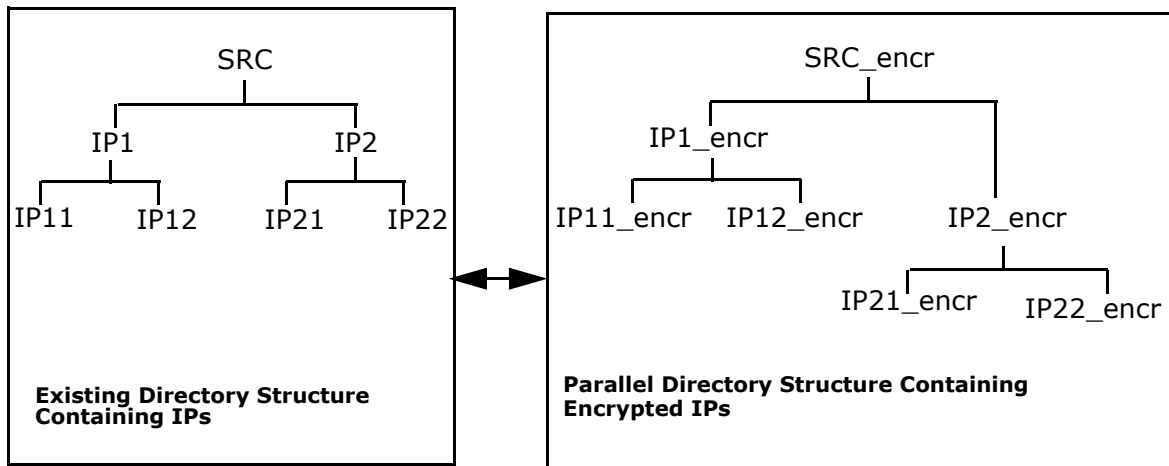 SRC
IP1 IP2
IP11 IP12 IP21 IP22
Existing Directory Structure
Containing IPs
SRC_encr
IP1_encr
IP11_encr IP12_encr IP2_encr
IP21_encr IP22_encr
Parallel Directory Structure Containing
Encrypted IPs